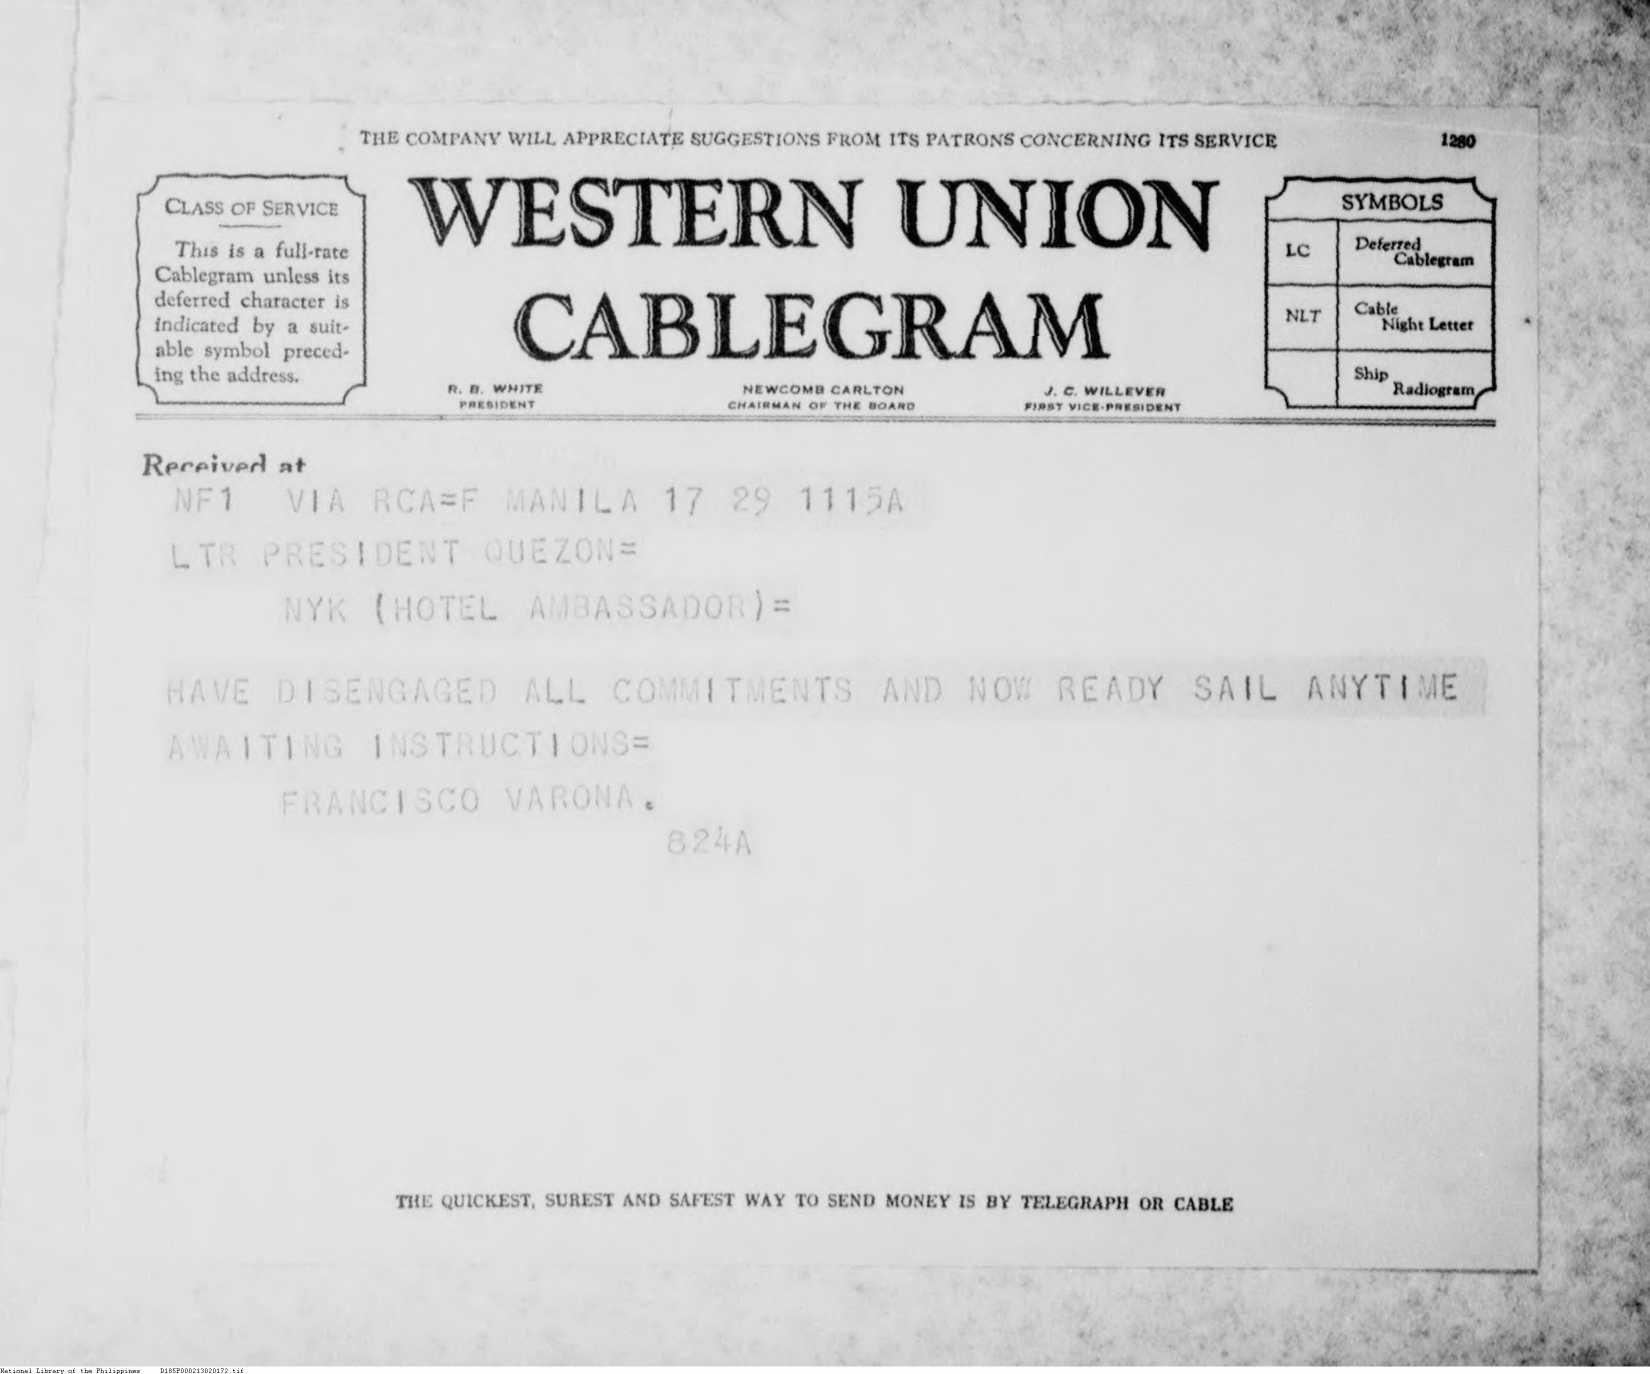 THE COMPANY WILL APPRECIATE SUGGESTIONS FROM ITS PATRONS CONCERNING ITS SERVICE
1280
CLASS OF SERVICE
This is a full-rate
Cablegram unless its
deferred character is
indicated by a suit-
able symbol preced-
ing the address.
WESTERN UNION
CABLEGRAM
R. B. WHITE
PRESIDENT
NEWCOMB CARLTON
CHAIRMAN OF THE BOARD
J. C. WILLEVER
FIRST VICE-PRESIDENT
SYMBOLS
LC Deferred
Cablegram
NLT Cable
Night Letter
Ship
Radiogram
Received at
NF1 VIA RCA=F MANILA 17 29 1115A
LTR PRESIDENT QUEZON=
NYK (HOTEL AMBASSADOR)=
HAVE DISENGAGED ALL COMMITMENTS AND NOW READY SAIL ANYTIME
AWAITING INSTRUCTIONS=
FRANCISCO VARONA.
824A
THE QUICKEST, SUREST AND SAFEST WAY TO SEND MONEY IS BY TELEGRAPH OR CABLE
National Library of the Philippines D185P000213020172.tif